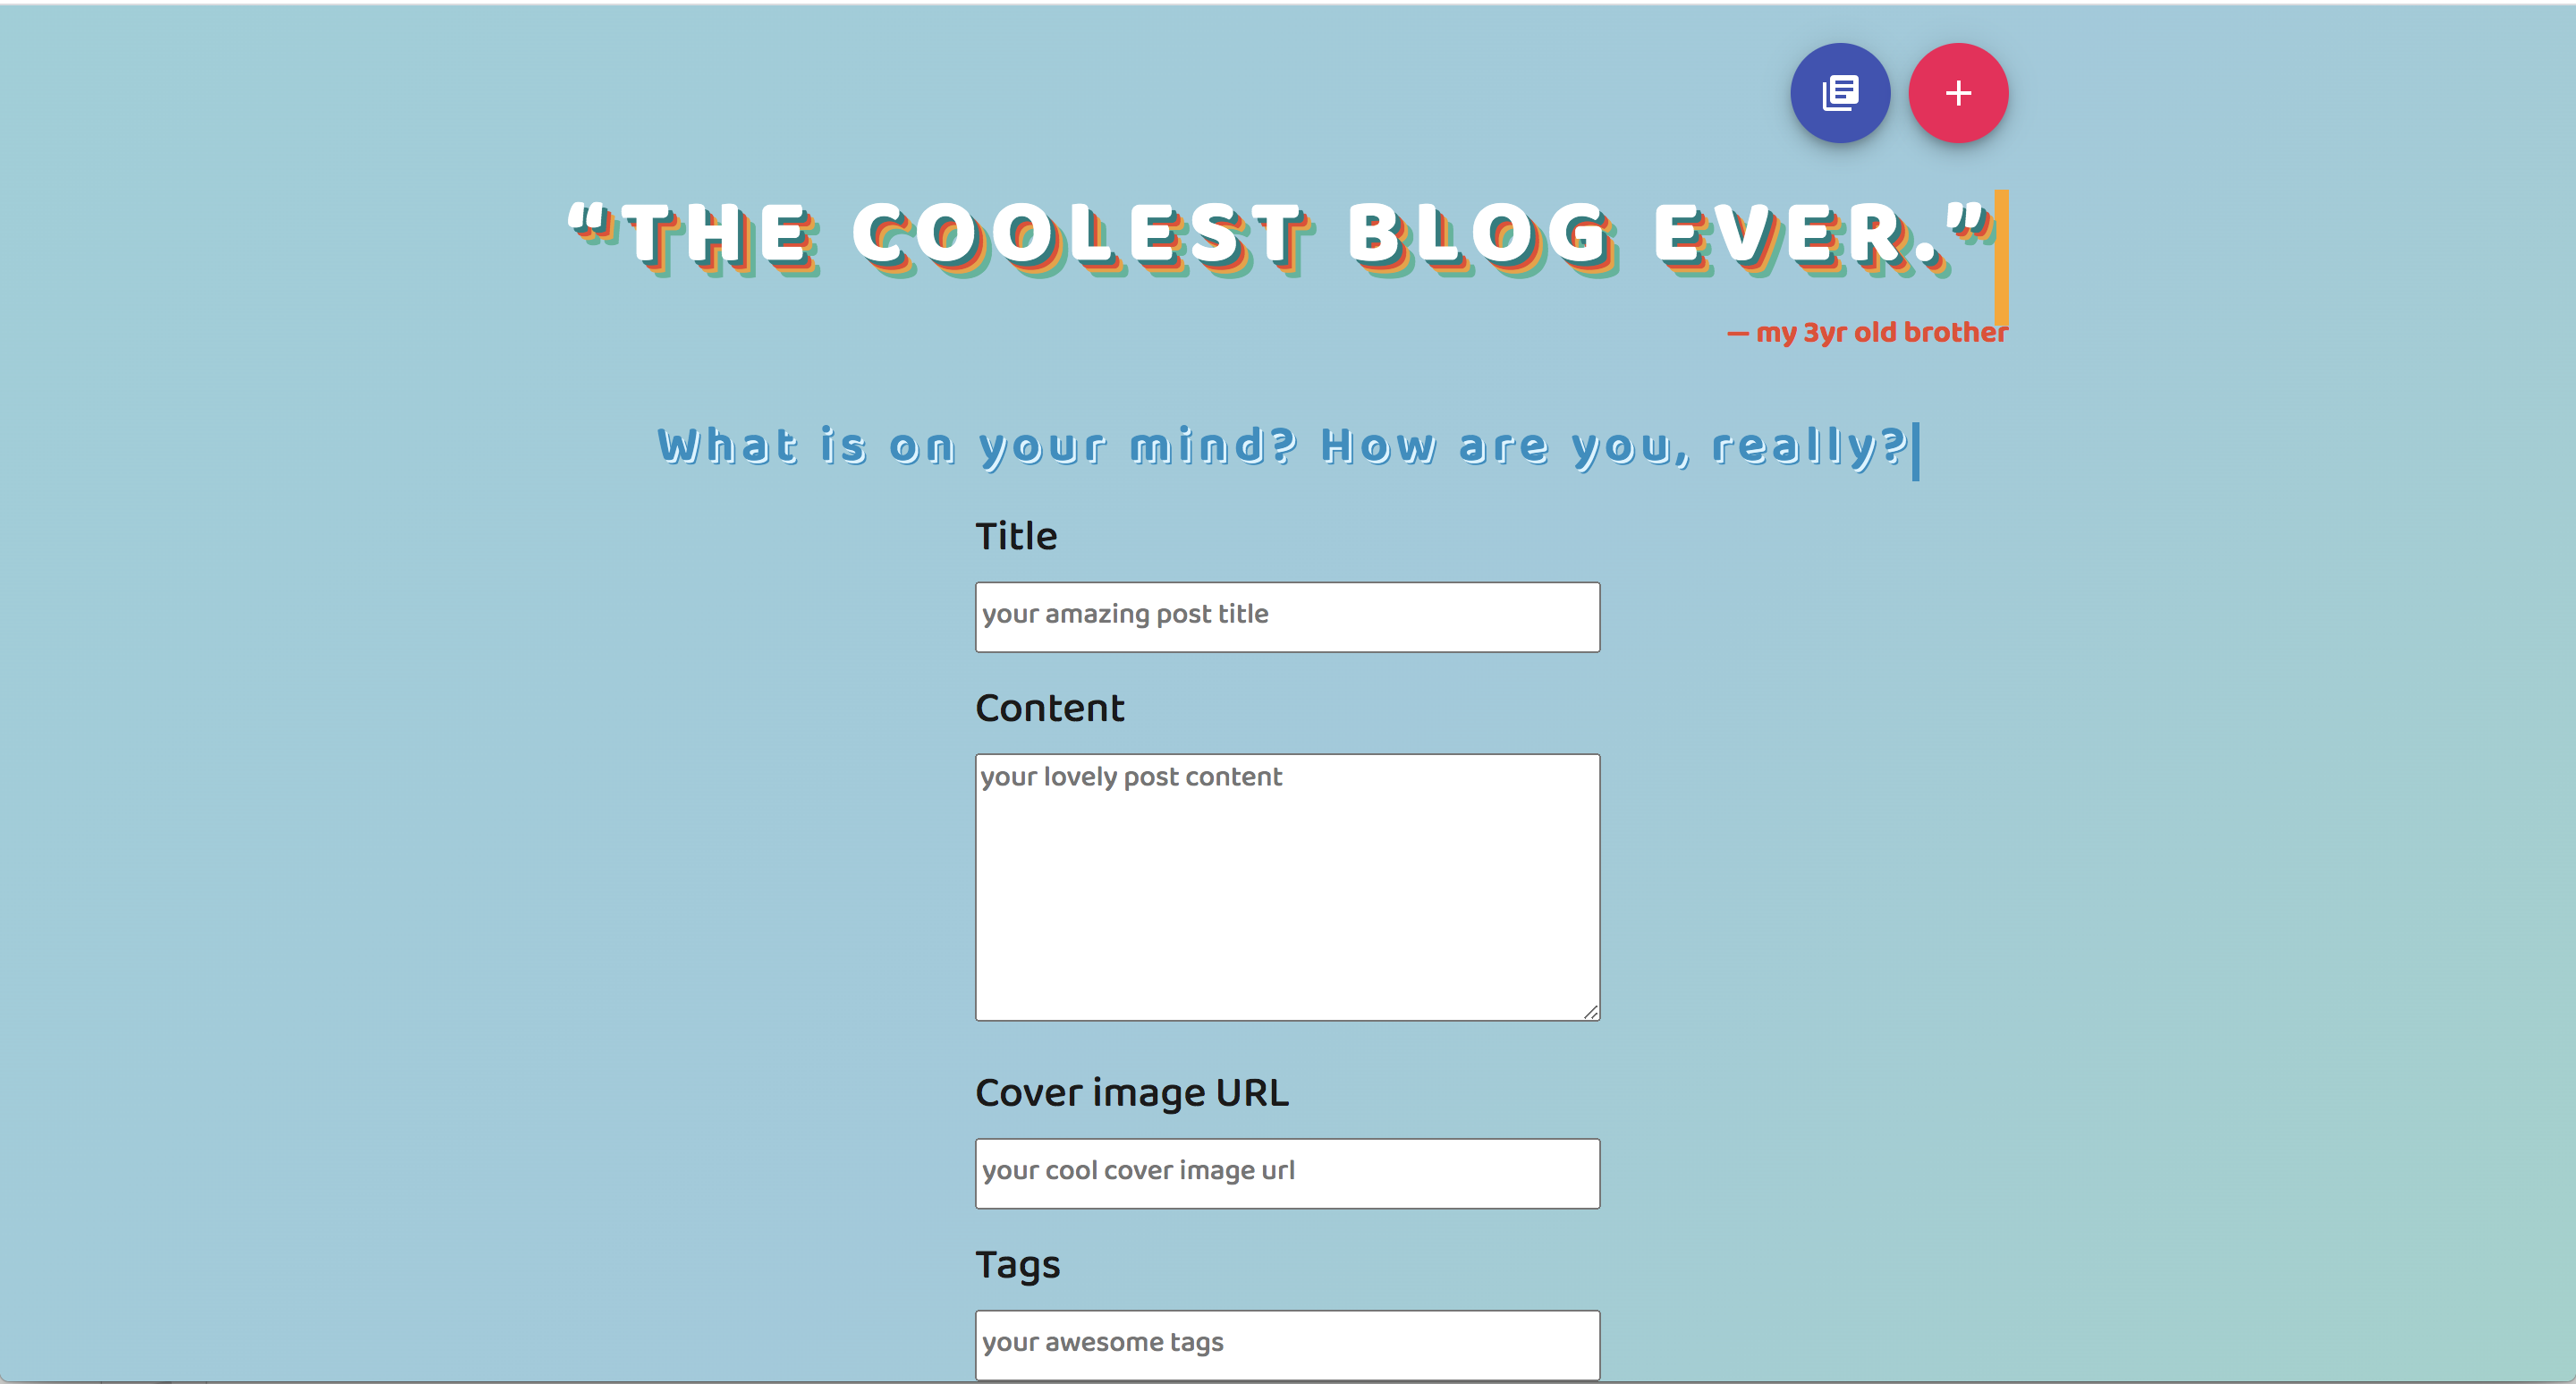 “THE COOLEST BLOG EVER.”
— my 3yr old brother
What is on your mind? How are you, really?
Title
your amazing post title
Content
your lovely post content
Cover image URL
your cool cover image url
Tags
your awesome tags